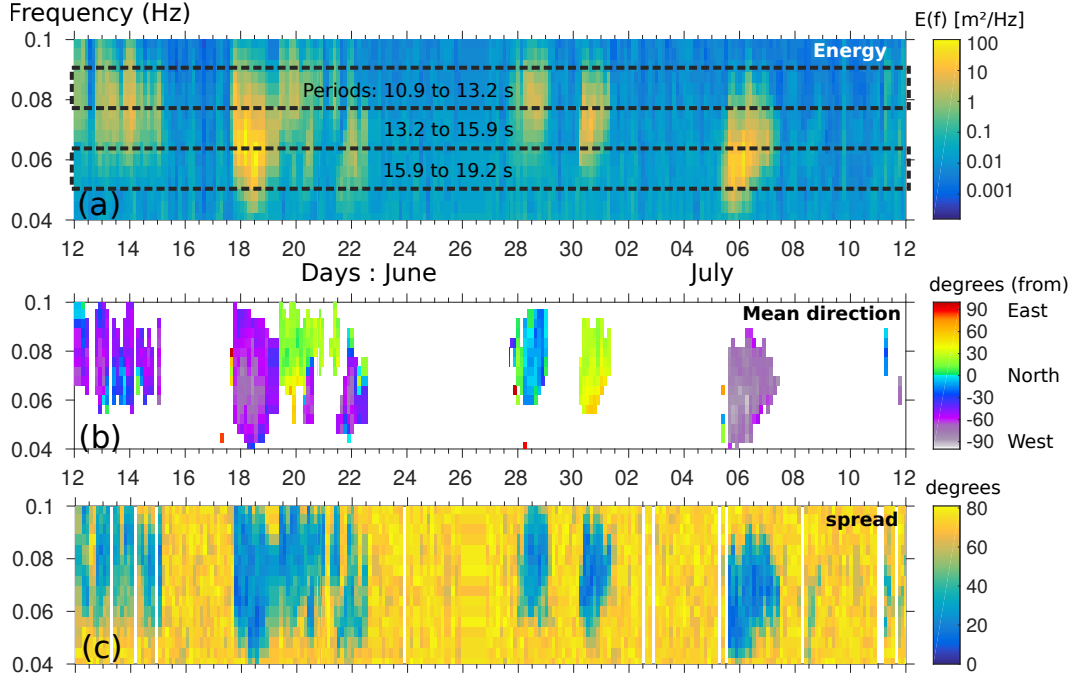 Frequency (Hz)
E(f) [m²/Hz]
0.1
0.08
0.06
0.04
Energy
Periods: 10.9 to 13.2 s
13.2 to 15.9 s
15.9 to 19.2 s
(a)
100
10
1
0.1
0.01
0.001
12 14 16 18 20 22 24 26 28 30 02 04 06 08 10 12
Days : June July
degrees (from)
0.1
0.08
0.06
0.04
Mean direction
(b)
90 East
60
30
0 North
-30
-60
-90 West
12 14 16 18 20 22 24 26 28 30 02 04 06 08 10 12
degrees
0.1
0.08
0.06
0.04
spread
(c)
80
60
40
20
0